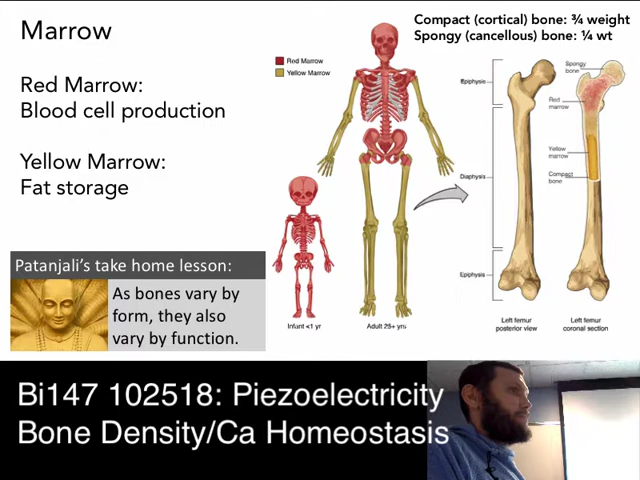 Marrow
Red Marrow:
Blood cell production
Yellow Marrow:
Fat storage
Patanjali's take home lesson:
As bones vary by
form, they also
vary by function.
Compact (cortical) bone: ¾ weight
Spongy (cancellous) bone: ¼ wt
Red Marrow
Yellow Marrow
Infant <1 yr
Adult 25+ yrs
Epiphysis
Diaphysis
Epiphysis
Spongy
bone
Red
marrow
Yellow
marrow
Compact
bone
Left femur
posterior view
Left femur
coronal section
Bi147 102518: Piezoelectricity
Bone Density/Ca Homeostasis